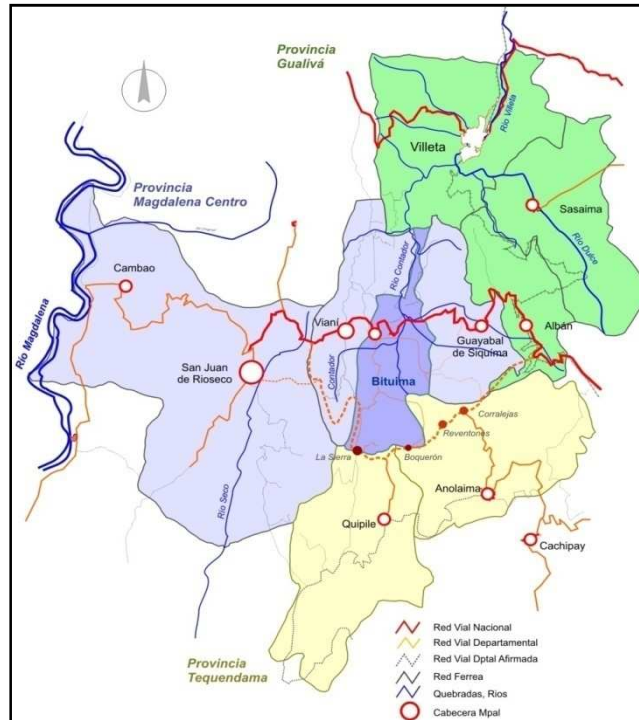 Provincia
Gualivá
Río Villeta
Villeta
Provincia
Magdalena Centro
Sasaima
Río Dulce
Río Contador
Cambao
Río Magdalena
Vianí
Guayabal
de Siquima
Albán
San Juan
de Rioseco
Contador
Bituima
Corralejas
Reventones
La Sierra
Boquerón
Río Seco
Anolaima
Quipile
Cachipay
Provincia
Tequendama
Red Vial Nacional
Red Vial Departamental
Red Vial Dptal Afirmada
Red Ferrea
Quebradas, Rios
Cabecera Mpal